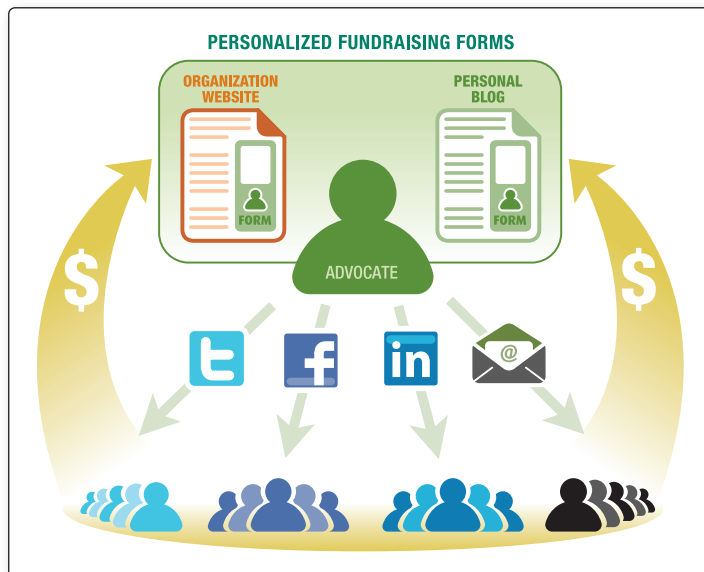 PERSONALIZED FUNDRAISING FORMS
ORGANIZATION
WEBSITE
PERSONAL
BLOG
FORM
FORM
ADVOCATE
$
$
t
f
in
@